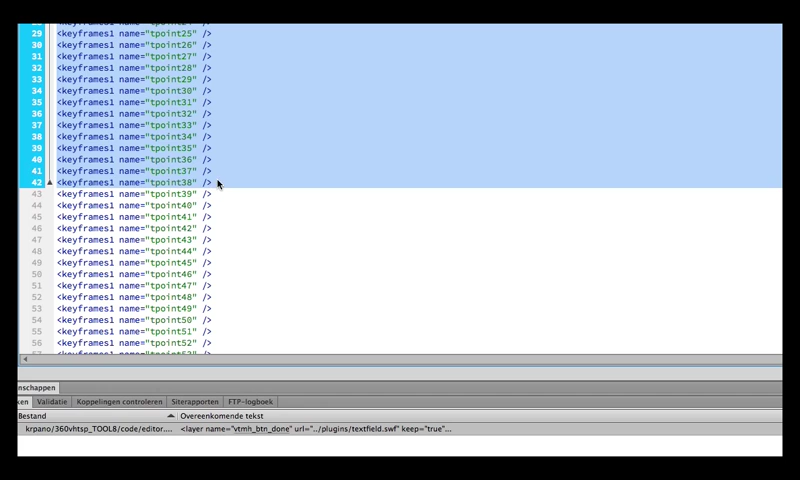 29 <keyframes1 name="tpoint25" />
30 <keyframes1 name="tpoint26" />
31 <keyframes1 name="tpoint27" />
32 <keyframes1 name="tpoint28" />
33 <keyframes1 name="tpoint29" />
34 <keyframes1 name="tpoint30" />
35 <keyframes1 name="tpoint31" />
36 <keyframes1 name="tpoint32" />
37 <keyframes1 name="tpoint33" />
38 <keyframes1 name="tpoint34" />
39 <keyframes1 name="tpoint35" />
40 <keyframes1 name="tpoint36" />
41 <keyframes1 name="tpoint37" />
42 <keyframes1 name="tpoint38" />
43 <keyframes1 name="tpoint39" />
44 <keyframes1 name="tpoint40" />
45 <keyframes1 name="tpoint41" />
46 <keyframes1 name="tpoint42" />
47 <keyframes1 name="tpoint43" />
48 <keyframes1 name="tpoint44" />
49 <keyframes1 name="tpoint45" />
50 <keyframes1 name="tpoint46" />
51 <keyframes1 name="tpoint47" />
52 <keyframes1 name="tpoint48" />
53 <keyframes1 name="tpoint49" />
54 <keyframes1 name="tpoint50" />
55 <keyframes1 name="tpoint51" />
56 <keyframes1 name="tpoint52" />
nschappen
ken Validatie Koppelingen controleren Siterapporten FTP-logboek
Bestand Overeenkomende tekst
krpano/360vhtsp_TOOL8/code/editor.... <layer name="vtmh_btn_done" url="../plugins/textfield.swf" keep="true"...